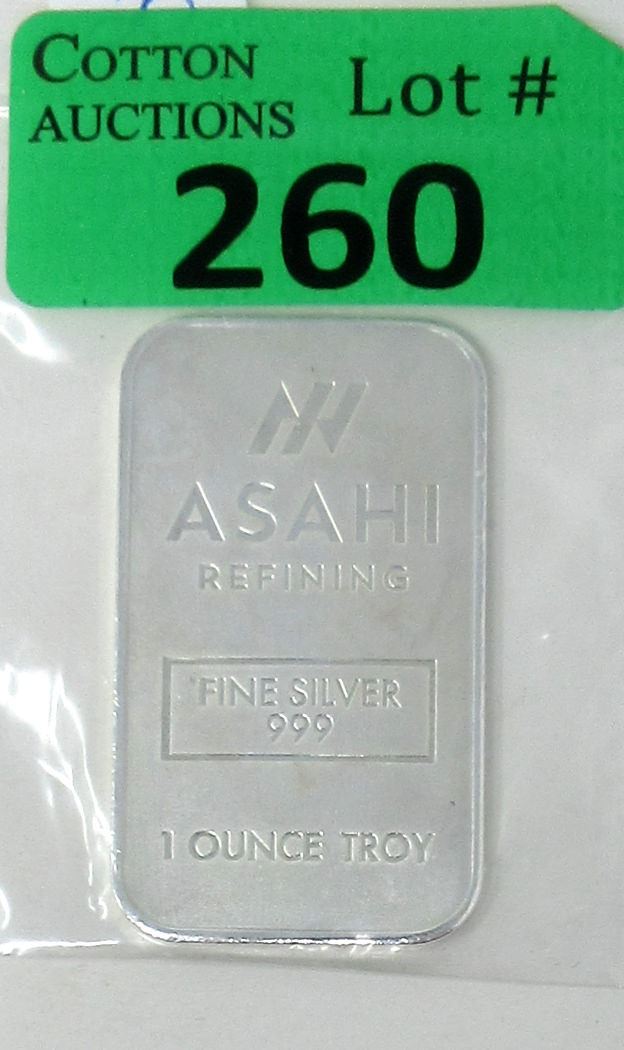 COTTON
AUCTIONS
Lot #
260
ASAHI
REFINING
FINE SILVER
999
1 OUNCE TROY